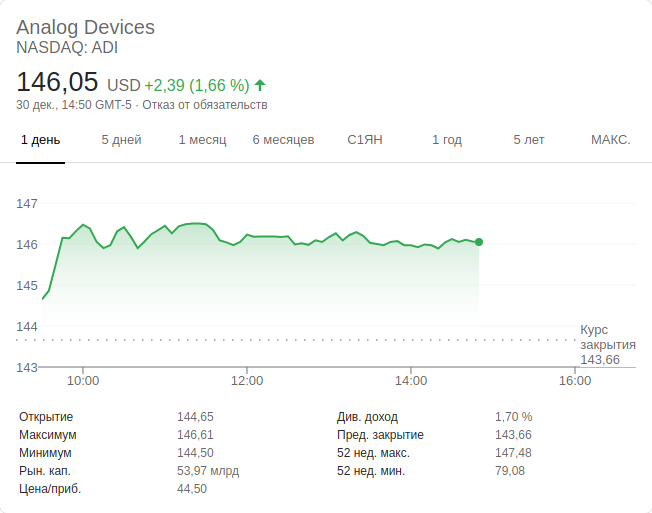 Analog Devices
NASDAQ: ADI
146,05 USD +2,39 (1,66 %)
30 дек., 14:50 GMT-5 · Отказ от обязательств
1 день 5 дней 1 месяц 6 месяцев С1ЯН 1 год 5 лет МАКС.
147
146
145
144
143
Курс
закрытия
143,66
10:00 12:00 14:00 16:00
Открытие 144,65 Див. доход 1,70 %
Максимум 146,61 Пред. закрытие 143,66
Минимум 144,50 52 нед. макс. 147,48
Рын. кап. 53,97 млрд 52 нед. мин. 79,08
Цена/приб. 44,50